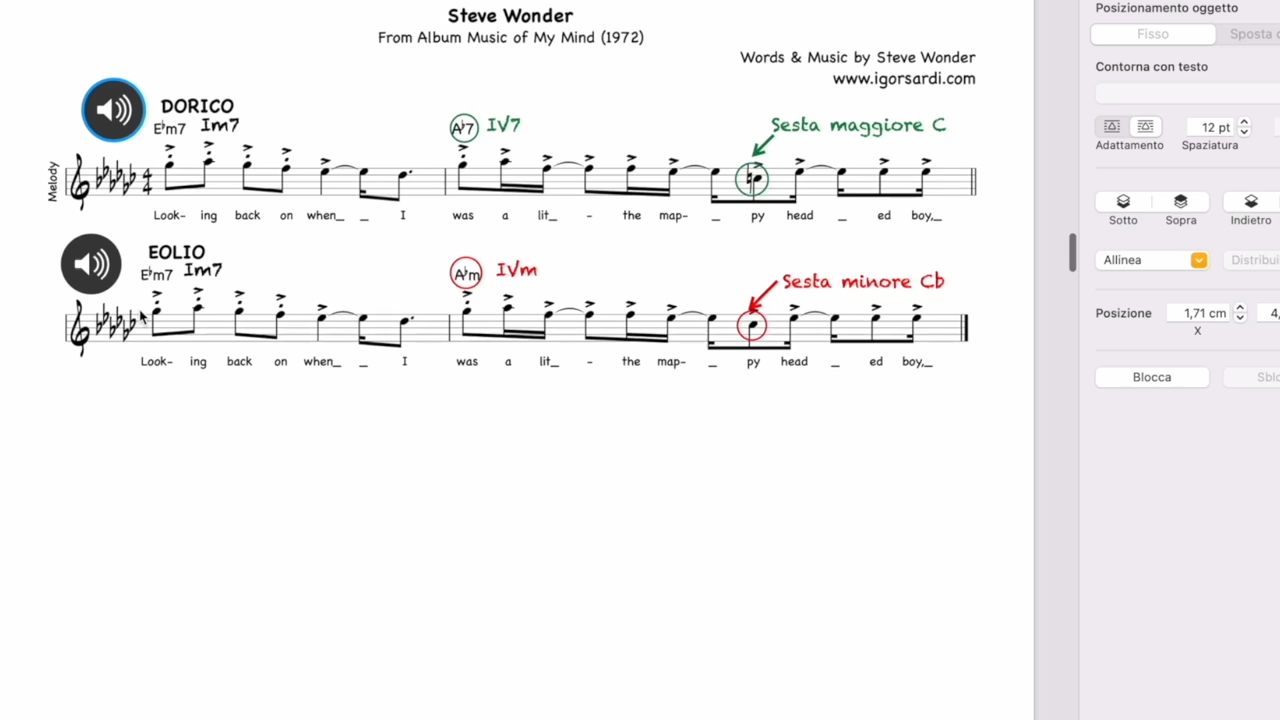 Steve Wonder
From Album Music of My Mind (1972)
Words & Music by Steve Wonder
www.igorsardi.com
DORICO
E♭m7 Im7 A♭7 IV7 Sesta maggiore C
Melody
4
4
Look- ing back on when_ _ I was a lit_ - the map- _ py head _ ed boy,_
EOLIO
E♭m7 Im7 A♭m IVm Sesta minore Cb
Look- ing back on when_ _ I was a lit_ - the map- _ py head _ ed boy,_
Posizionamento oggetto
Fisso
Contorna con testo
12 pt
Adattamento Spaziatura
Sotto Sopra Indietro
Allinea
Posizione 1,71 cm
X
Blocca